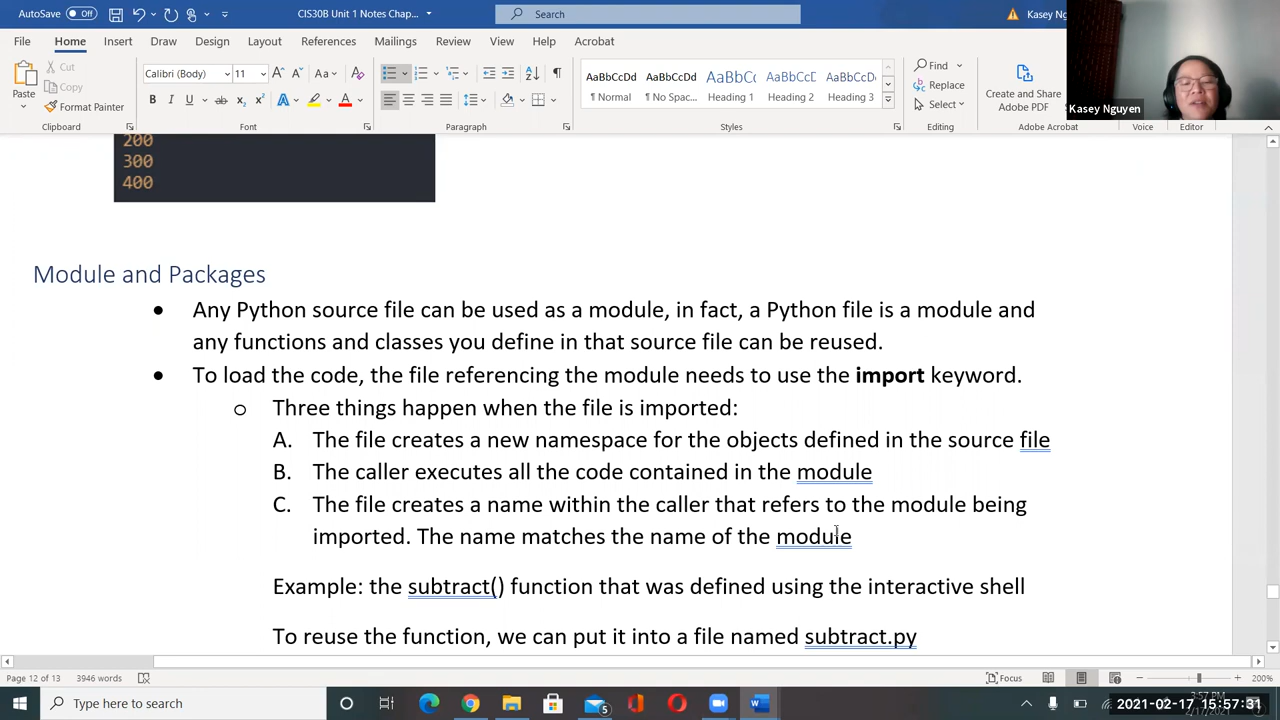 AutoSave Off CIS30B Unit 1 Notes Chap... Search Kasey Ng
File Home Insert Draw Design Layout References Mailings Review View Help Acrobat
Paste Cut Copy Format Painter
Calibri (Body) 11
AaBbCcDd AaBbCcDd AaBbCc AaBbCcD AaBbCcD
¶ Normal ¶ No Spac... Heading 1 Heading 2 Heading 3
Find Replace Select
Create and Share Adobe PDF
Kasey Nguyen
Clipboard Font Paragraph Styles Editing Adobe Acrobat Voice Editor
200
300
400
Module and Packages
Any Python source file can be used as a module, in fact, a Python file is a module and
any functions and classes you define in that source file can be reused.
To load the code, the file referencing the module needs to use the import keyword.
o Three things happen when the file is imported:
A. The file creates a new namespace for the objects defined in the source file
B. The caller executes all the code contained in the module
C. The file creates a name within the caller that refers to the module being
imported. The name matches the name of the module
Example: the subtract() function that was defined using the interactive shell
To reuse the function, we can put it into a file named subtract.py
Page 12 of 13 3946 words Focus 200%
Type here to search 5 2021-02-17 15:57:31